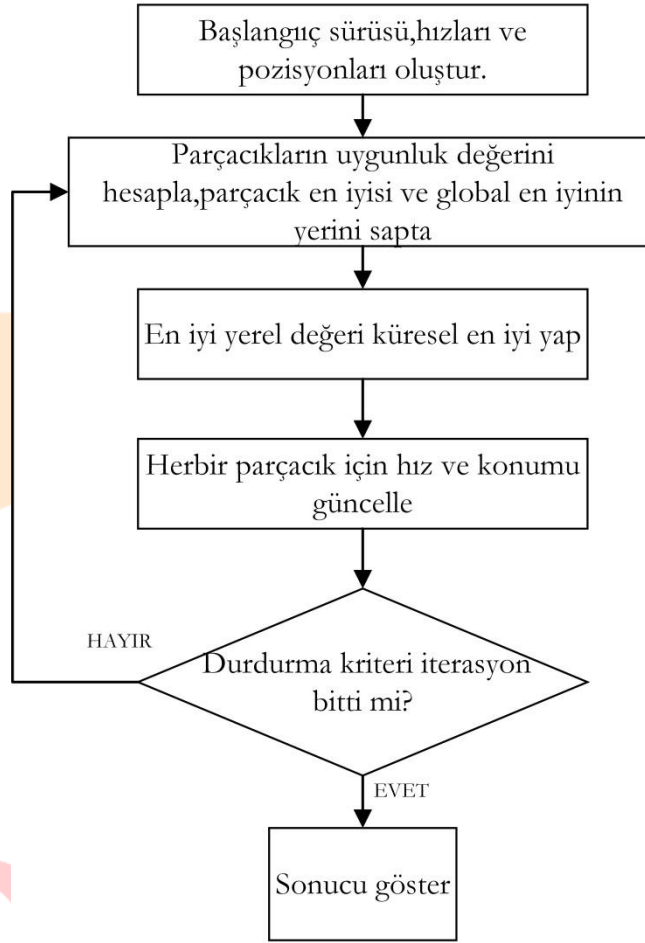 Başlangııç sürüsü,hızları ve
pozisyonları oluştur.
Parçacıkların uygunluk değerini
hesapla,parçacık en iyisi ve global en iyinin
yerini sapta
En iyi yerel değeri küresel en iyi yap
Herbir parçacık için hız ve konumu
güncelle
HAYIR
Durdurma kriteri iterasyon
bitti mi?
EVET
Sonucu göster